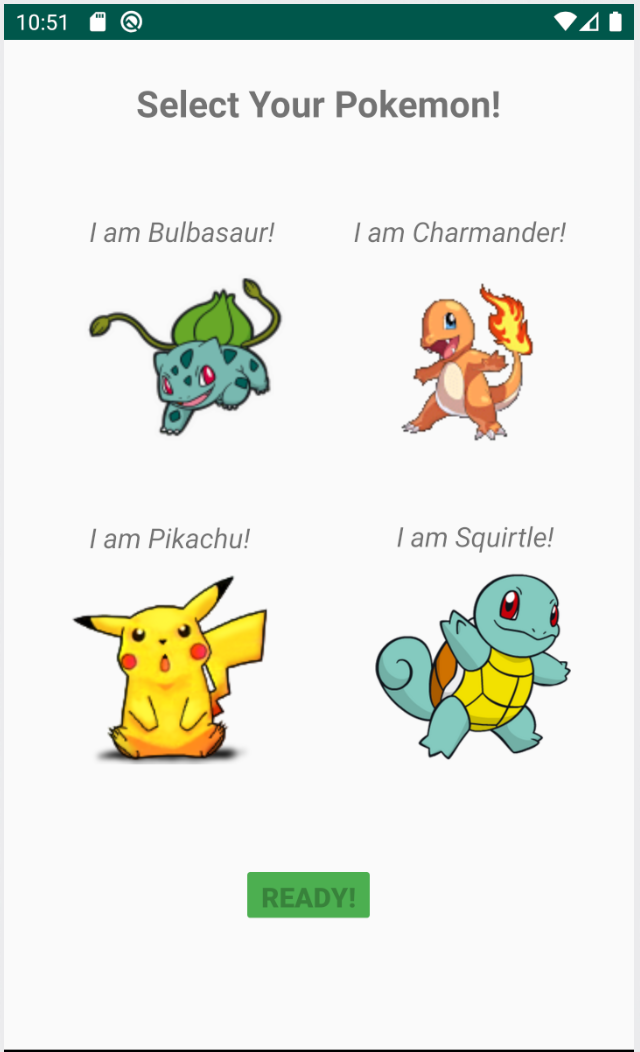 10:51
Select Your Pokemon!
I am Bulbasaur!
I am Charmander!
I am Pikachu!
I am Squirtle!
READY!